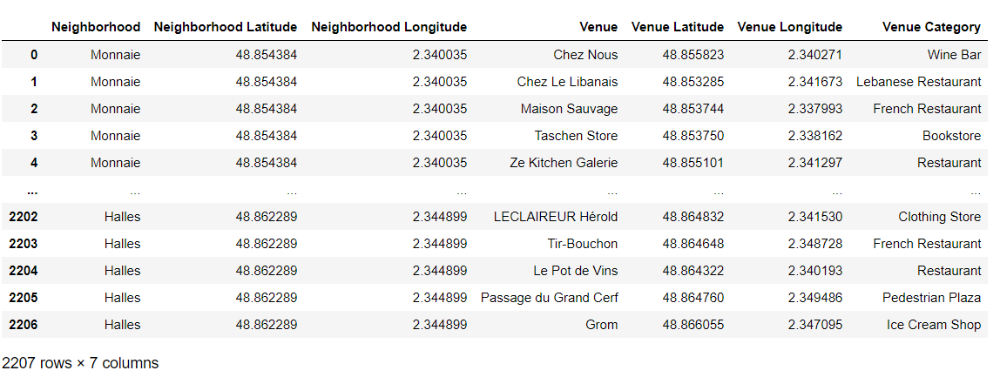 Neighborhood Neighborhood Latitude Neighborhood Longitude Venue Venue Latitude Venue Longitude Venue Category
0 Monnaie 48.854384 2.340035 Chez Nous 48.855823 2.340271 Wine Bar
1 Monnaie 48.854384 2.340035 Chez Le Libanais 48.853285 2.341673 Lebanese Restaurant
2 Monnaie 48.854384 2.340035 Maison Sauvage 48.853744 2.337993 French Restaurant
3 Monnaie 48.854384 2.340035 Taschen Store 48.853750 2.338162 Bookstore
4 Monnaie 48.854384 2.340035 Ze Kitchen Galerie 48.855101 2.341297 Restaurant
... ... ... ... ... ... ... ...
2202 Halles 48.862289 2.344899 LECLAIREUR Hérold 48.864832 2.341530 Clothing Store
2203 Halles 48.862289 2.344899 Tir-Bouchon 48.864648 2.348728 French Restaurant
2204 Halles 48.862289 2.344899 Le Pot de Vins 48.864322 2.340193 Restaurant
2205 Halles 48.862289 2.344899 Passage du Grand Cerf 48.864760 2.349486 Pedestrian Plaza
2206 Halles 48.862289 2.344899 Grom 48.866055 2.347095 Ice Cream Shop
2207 rows × 7 columns